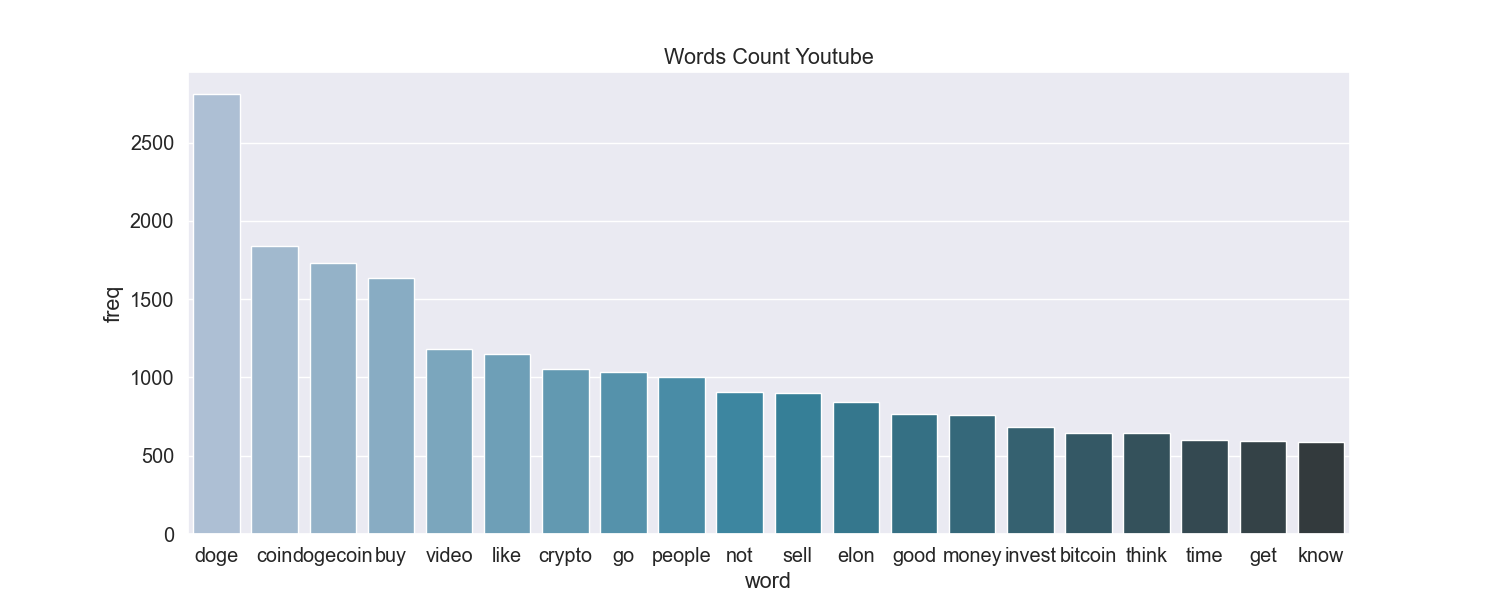 Words Count Youtube
2500
2000
1500
1000
500
0
freq
doge coin dogecoin buy video like crypto go people not sell elon good money invest bitcoin think time get know
word